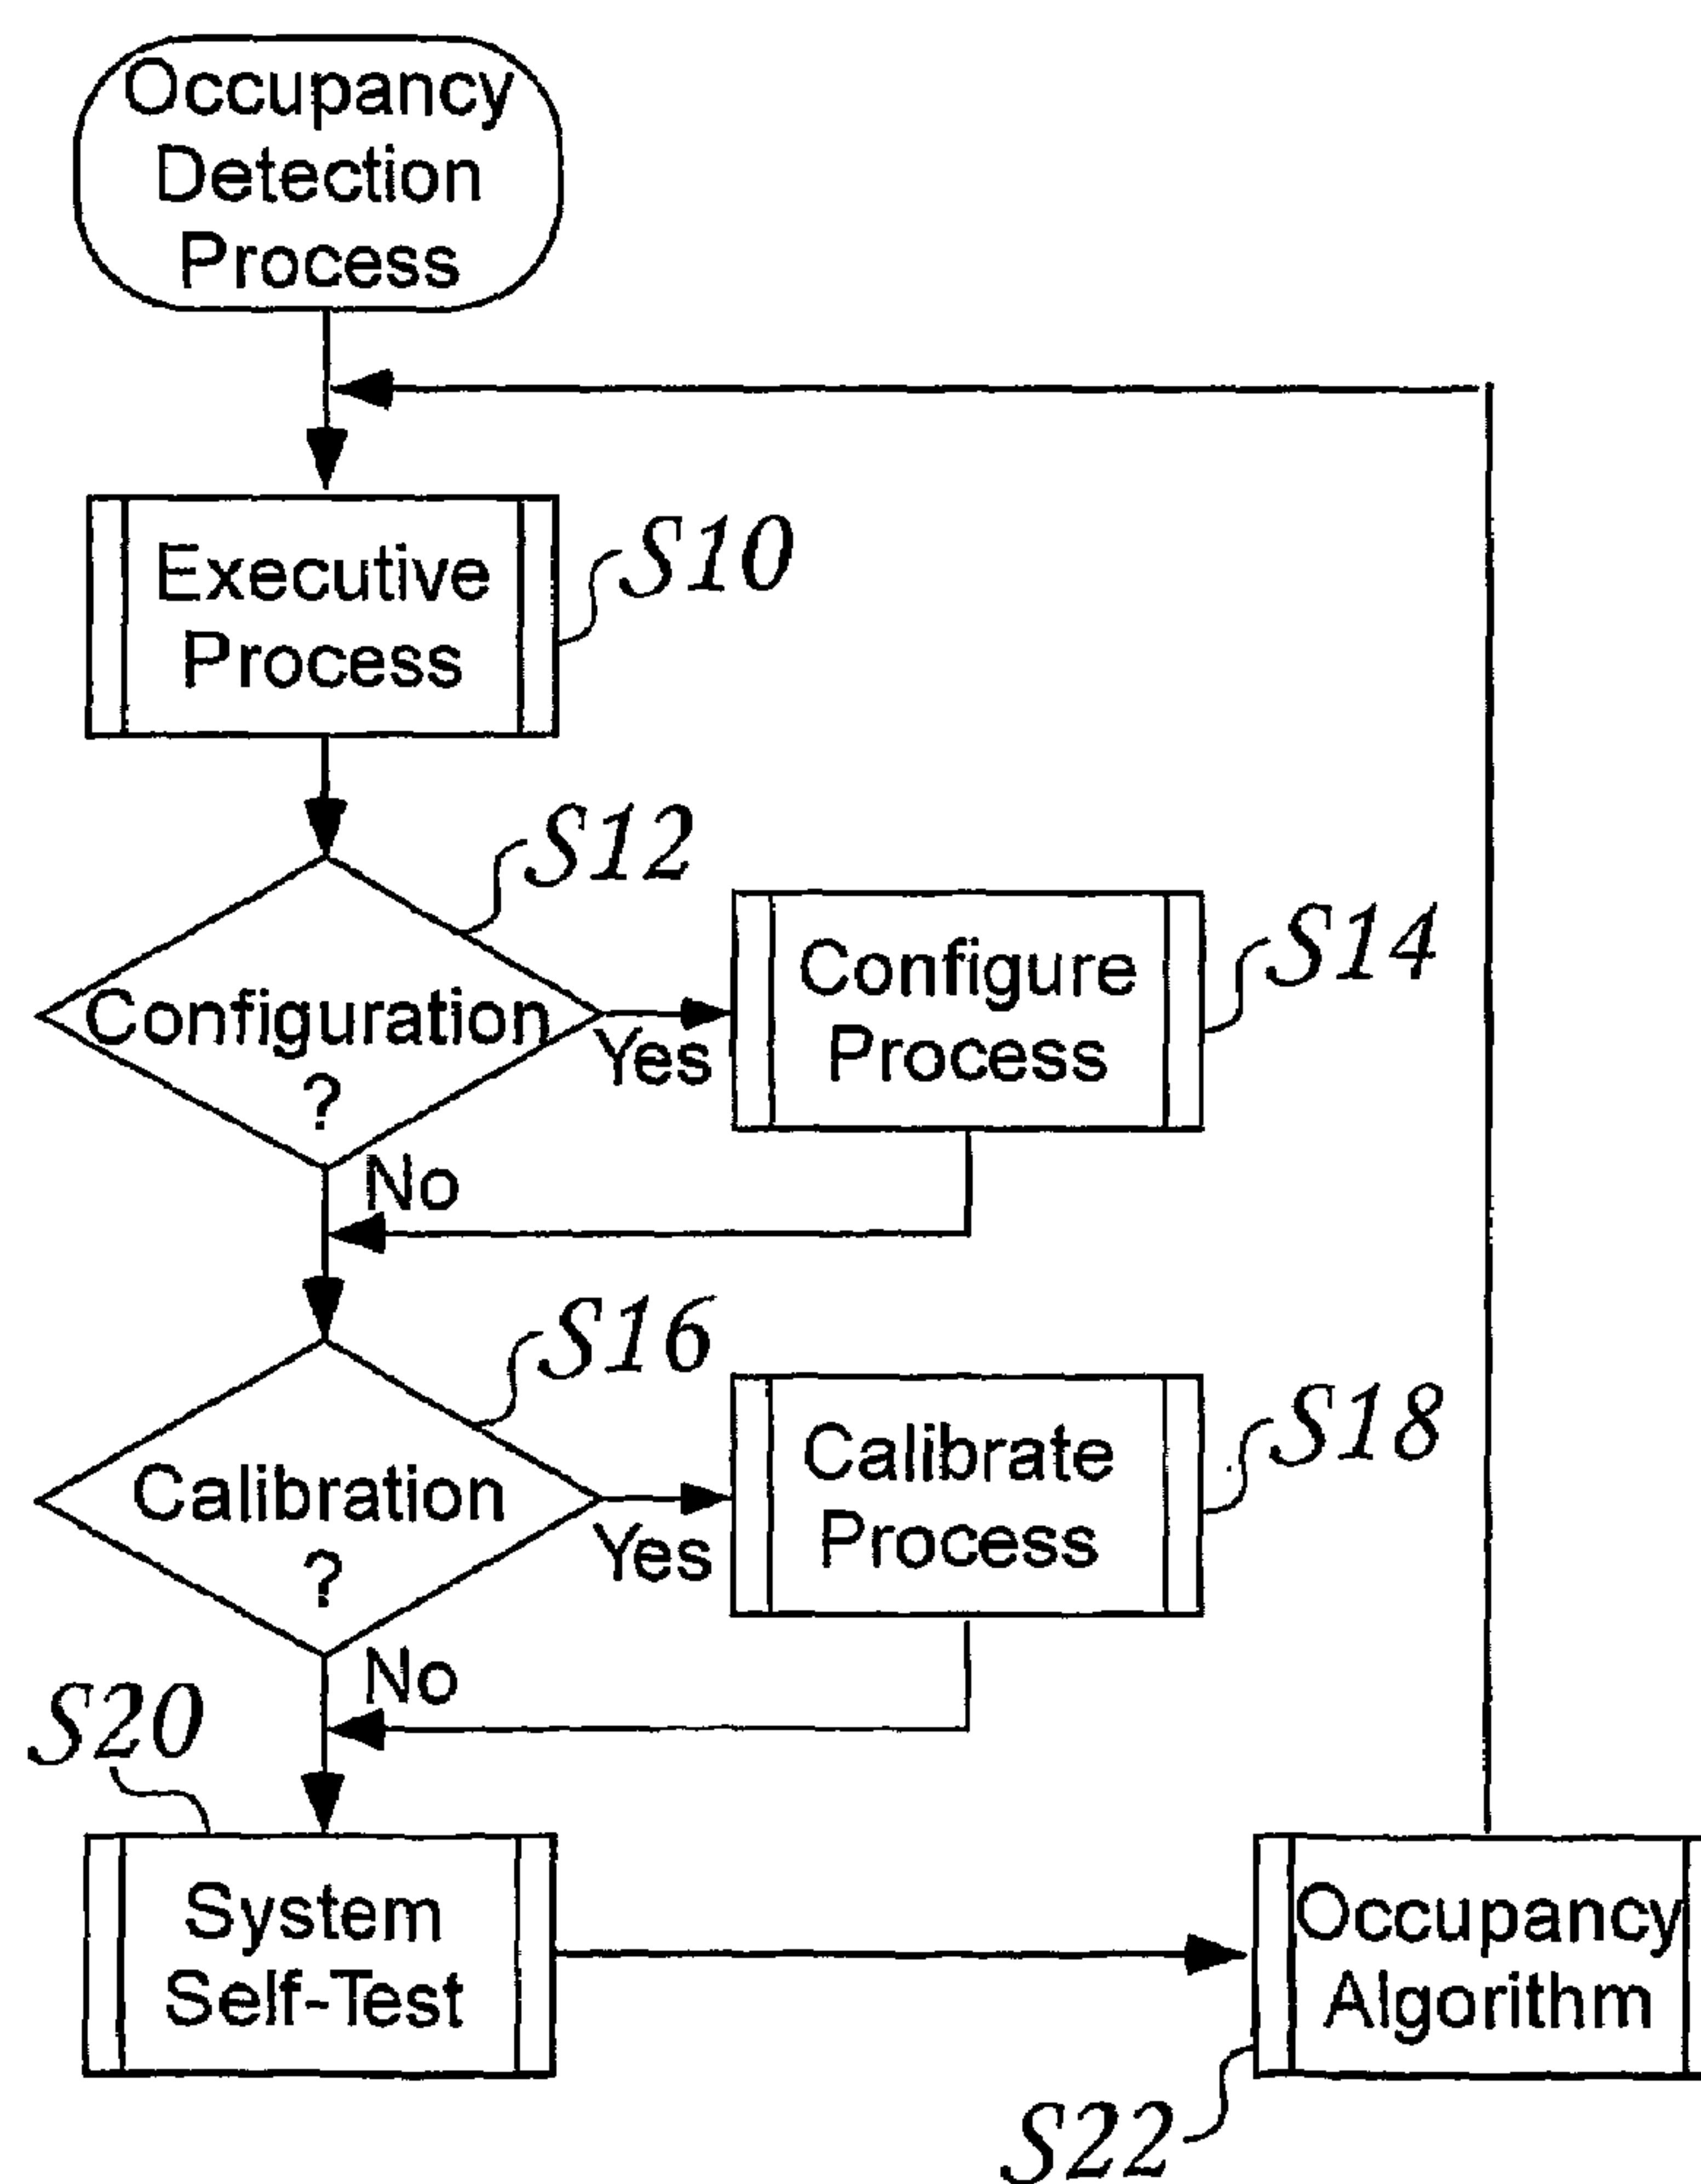 Occupancy
Detection
Process
Executive
Process
S10
S12
Configuration
?
Yes
No
Configure
Process
S14
S16
Calibration
?
Yes
No
Calibrate
Process
S18
S20
System
Self-Test
Occupancy
Algorithm
S22